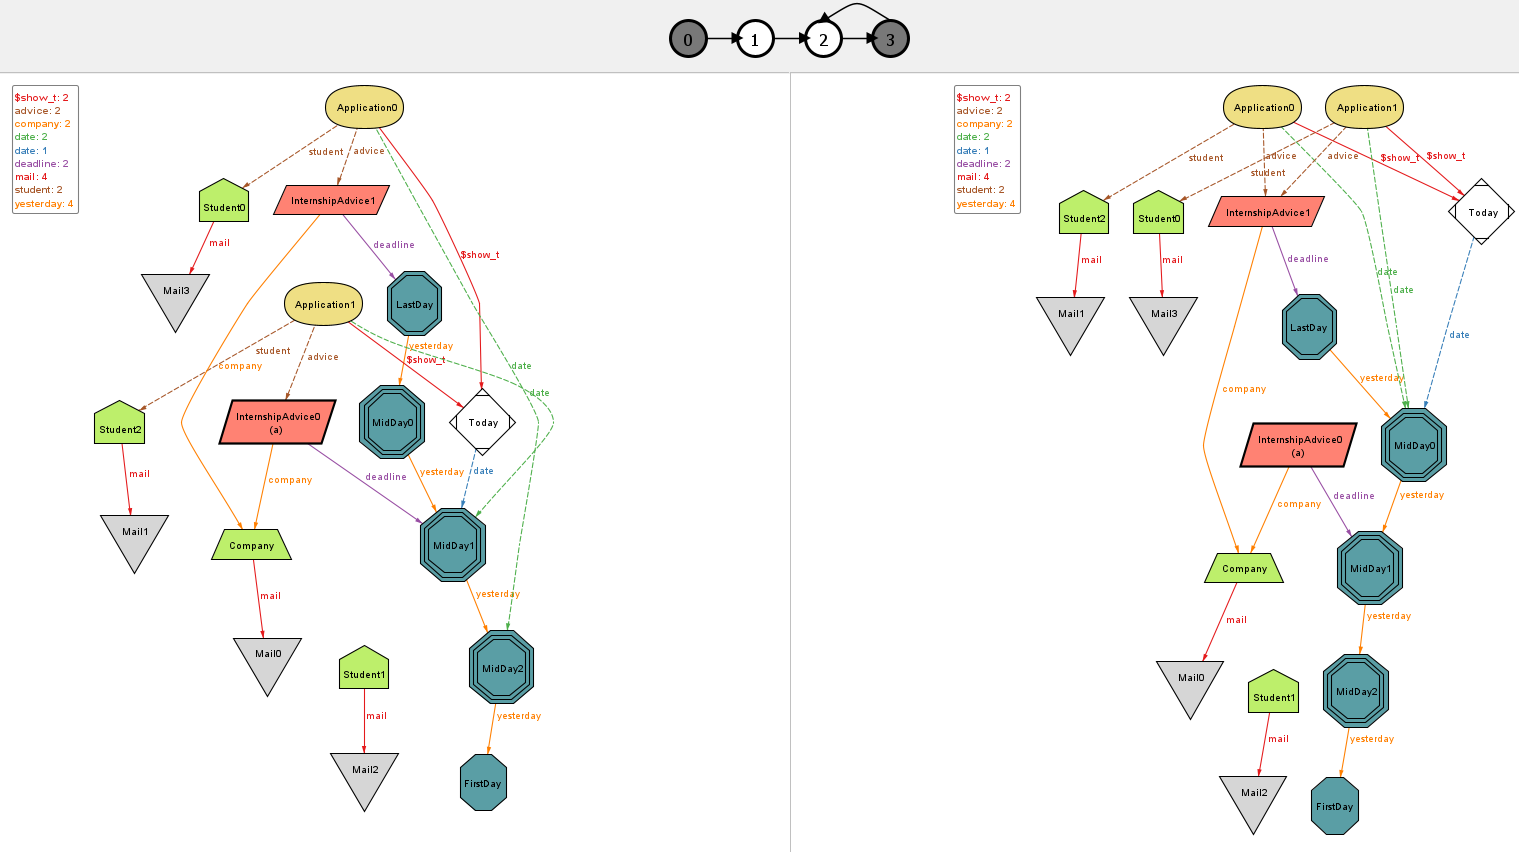 0
1
2
3
$show_t: 2
advice: 2
company: 2
date: 2
date: 1
deadline: 2
mail: 4
student: 2
yesterday: 4
Application0
student
advice
Student0
InternshipAdvice1
mail
deadline
$show_t
Mail3
Application1
LastDay
yesterday
student
advice
$show_t
company
date
date
Student2
InternshipAdvice0
(a)
MidDay0
Today
mail
company
deadline
yesterday
date
Mail1
Company
MidDay1
mail
yesterday
Mail0
Student1
MidDay2
mail
yesterday
Mail2
FirstDay
$show_t: 2
advice: 2
company: 2
date: 2
date: 1
deadline: 2
mail: 4
student: 2
yesterday: 4
Application0
Application1
student
advice
advice
$show_t
$show_t
student
Student2
Student0
InternshipAdvice1
Today
mail
mail
deadline
date
date
Mail1
Mail3
LastDay
date
company
yesterday
InternshipAdvice0
(a)
MidDay0
company
deadline
yesterday
Company
MidDay1
mail
yesterday
Mail0
Student1
MidDay2
mail
yesterday
Mail2
FirstDay